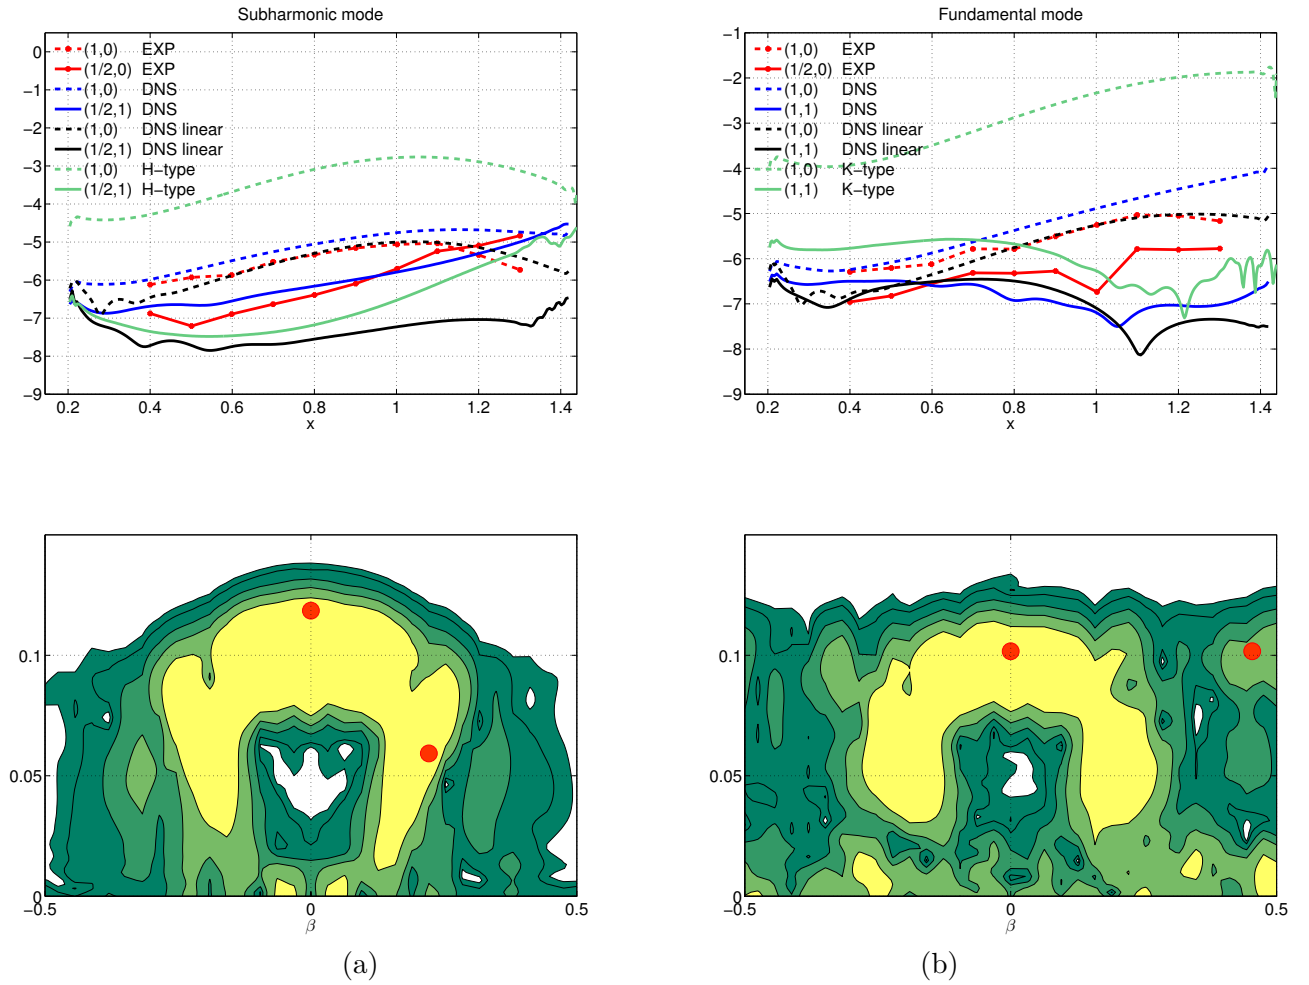 Subharmonic mode
0
−1
−2
−3
−4
−5
−6
−7
−8
−9
(1,0) EXP
(1/2,0) EXP
(1,0) DNS
(1/2,1) DNS
(1,0) DNS linear
(1/2,1) DNS linear
(1,0) H−type
(1/2,1) H−type
0.2 0.4 0.6 0.8 1 1.2 1.4
x
Fundamental mode
−1
−2
−3
−4
−5
−6
−7
−8
−9
(1,0) EXP
(1/2,0) EXP
(1,0) DNS
(1,1) DNS
(1,0) DNS linear
(1,1) DNS linear
(1,0) K−type
(1,1) K−type
0.2 0.4 0.6 0.8 1 1.2 1.4
x
0.1
0.05
0
−0.5 0 0.5
β
(a)
0.1
0.05
0
−0.5 0 0.5
β
(b)